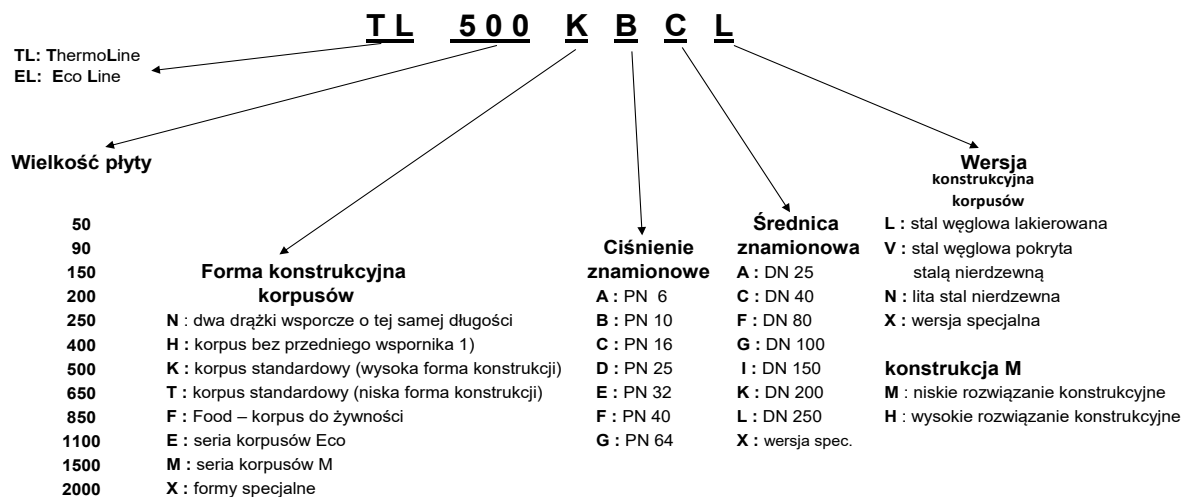 TL 500 K B C L
TL: ThermoLine
EL: Eco Line
Wielkość płyty
50
90
150
200
250
400
500
650
850
1100
1500
2000
Forma konstrukcyjna
korpusów
N : dwa drążki wsporcze o tej samej długości
H : korpus bez przedniego wspornika 1)
K : korpus standardowy (wysoka forma konstrukcji)
T : korpus standardowy (niska forma konstrukcji)
F : Food – korpus do żywności
E : seria korpusów Eco
M : seria korpusów M
X : formy specjalne
Ciśnienie
znamionowe
A : PN 6
B : PN 10
C : PN 16
D : PN 25
E : PN 32
F : PN 40
G : PN 64
Średnica
znamionowa
A : DN 25
C : DN 40
F : DN 80
G : DN 100
I : DN 150
K : DN 200
L : DN 250
X : wersja spec.
Wersja
konstrukcyjna
korpusów
L : stal węglowa lakierowana
V : stal węglowa pokryta
stalą nierdzewną
N : lita stal nierdzewna
X : wersja specjalna
konstrukcja M
M : niskie rozwiązanie konstrukcyjne
H : wysokie rozwiązanie konstrukcyjne